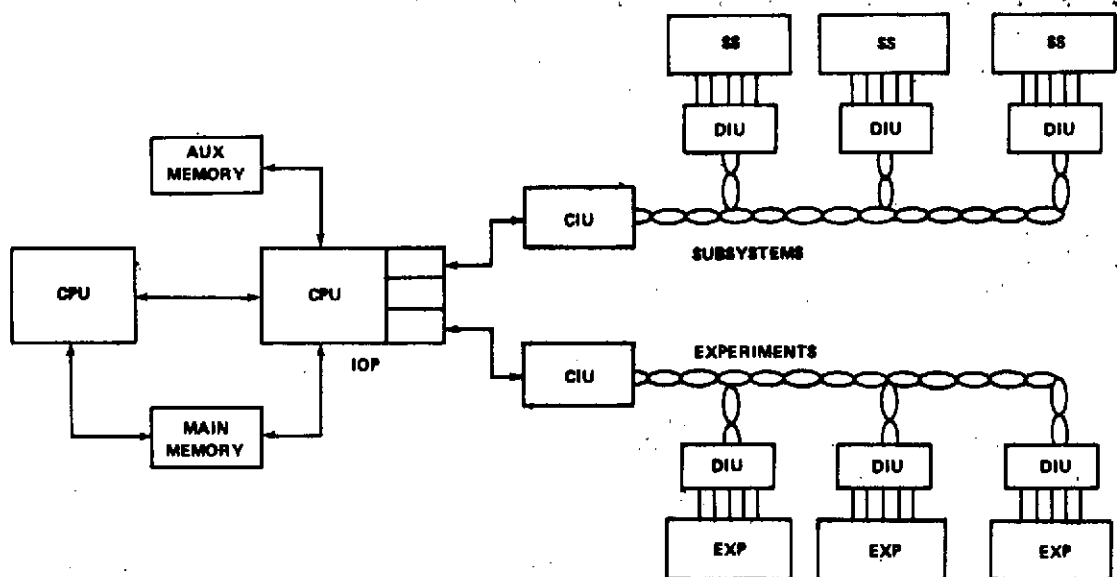 SS
SS
SS
DIU
DIU
DIU
AUX
MEMORY
CIU
SUBSYSTEMS
CPU
CPU
IOP
EXPERIMENTS
CIU
MAIN
MEMORY
DIU
DIU
DIU
EXP
EXP
EXP